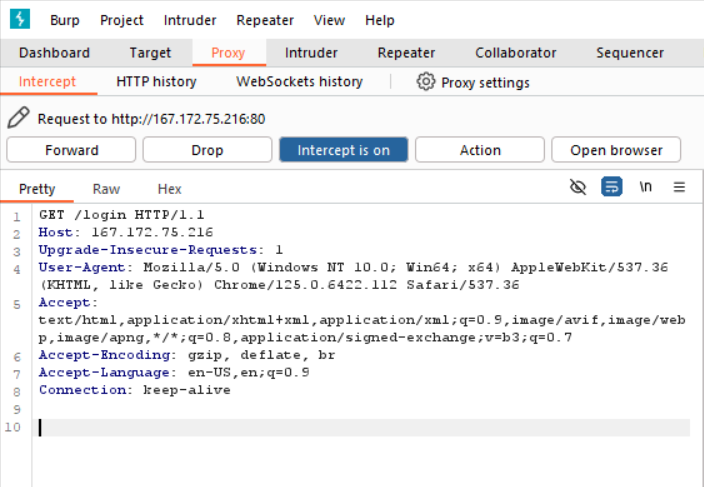 Burp Project Intruder Repeater View Help
Dashboard Target Proxy Intruder Repeater Collaborator Sequencer
Intercept HTTP history WebSockets history Proxy settings
Request to http://167.172.75.216:80
Forward Drop Intercept is on Action Open browser
Pretty Raw Hex \n
1 GET /login HTTP/1.1
2 Host: 167.172.75.216
3 Upgrade-Insecure-Requests: 1
4 User-Agent: Mozilla/5.0 (Windows NT 10.0; Win64; x64) AppleWebKit/537.36
(KHTML, like Gecko) Chrome/125.0.6422.112 Safari/537.36
5 Accept:
text/html,application/xhtml+xml,application/xml;q=0.9,image/avif,image/web
p,image/apng,*/*;q=0.8,application/signed-exchange;v=b3;q=0.7
6 Accept-Encoding: gzip, deflate, br
7 Accept-Language: en-US,en;q=0.9
8 Connection: keep-alive
9
10